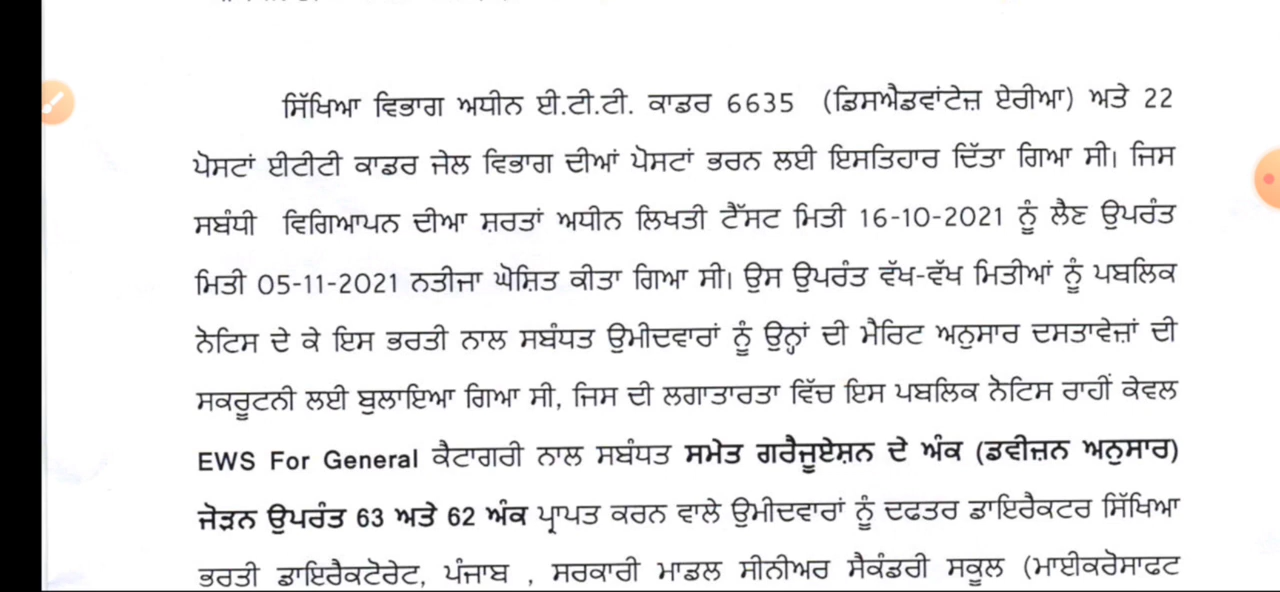 ਸਿੱਖਿਆ ਵਿਭਾਗ ਅਧੀਨ ਈ.ਟੀ.ਟੀ. ਕਾਡਰ 6635 (ਡਿਸਐਡਵਾਂਟੇਜ਼ ਏਰੀਆ) ਅਤੇ 22
ਪੋਸਟਾਂ ਈਟੀਟੀ ਕਾਡਰ ਜੇਲ ਵਿਭਾਗ ਦੀਆਂ ਪੋਸਟਾਂ ਭਰਨ ਲਈ ਇਸਤਿਹਾਰ ਦਿੱਤਾ ਗਿਆ ਸੀ। ਜਿਸ
ਸਬੰਧੀ ਵਿਗਿਆਪਨ ਦੀਆ ਸ਼ਰਤਾਂ ਅਧੀਨ ਲਿਖਤੀ ਟੈੱਸਟ ਮਿਤੀ 16-10-2021 ਨੂੰ ਲੈਣ ਉਪਰੰਤ
ਮਿਤੀ 05-11-2021 ਨਤੀਜਾ ਘੋਸ਼ਿਤ ਕੀਤਾ ਗਿਆ ਸੀ। ਉਸ ਉਪਰੰਤ ਵੱਖ-ਵੱਖ ਮਿਤੀਆਂ ਨੂੰ ਪਬਲਿਕ
ਨੋਟਿਸ ਦੇ ਕੇ ਇਸ ਭਰਤੀ ਨਾਲ ਸਬੰਧਤ ਉਮੀਦਵਾਰਾਂ ਨੂੰ ਉਨ੍ਹਾਂ ਦੀ ਮੈਰਿਟ ਅਨੁਸਾਰ ਦਸਤਾਵੇਜ਼ਾਂ ਦੀ
ਸਕਰੂਟਨੀ ਲਈ ਬੁਲਾਇਆ ਗਿਆ ਸੀ, ਜਿਸ ਦੀ ਲਗਾਤਾਰਤਾ ਵਿੱਚ ਇਸ ਪਬਲਿਕ ਨੋਟਿਸ ਰਾਹੀਂ ਕੇਵਲ
EWS For General ਕੈਟਾਗਰੀ ਨਾਲ ਸਬੰਧਤ ਸਮੇਤ ਗਰੈਜੂਏਸ਼ਨ ਦੇ ਅੰਕ (ਡਵੀਜ਼ਨ ਅਨੁਸਾਰ)
ਜੋੜਨ ਉਪਰੰਤ 63 ਅਤੇ 62 ਅੰਕ ਪ੍ਰਾਪਤ ਕਰਨ ਵਾਲੇ ਉਮੀਦਵਾਰਾਂ ਨੂੰ ਦਫਤਰ ਡਾਇਰੈਕਟਰ ਸਿੱਖਿਆ
ਭਰਤੀ ਡਾਇਰੈਕਟੋਰੇਟ, ਪੰਜਾਬ , ਸਰਕਾਰੀ ਮਾਡਲ ਸੀਨੀਅਰ ਸੈਕੰਡਰੀ ਸਕੂਲ (ਮਾਈਕਰੋਸਾਫਟ